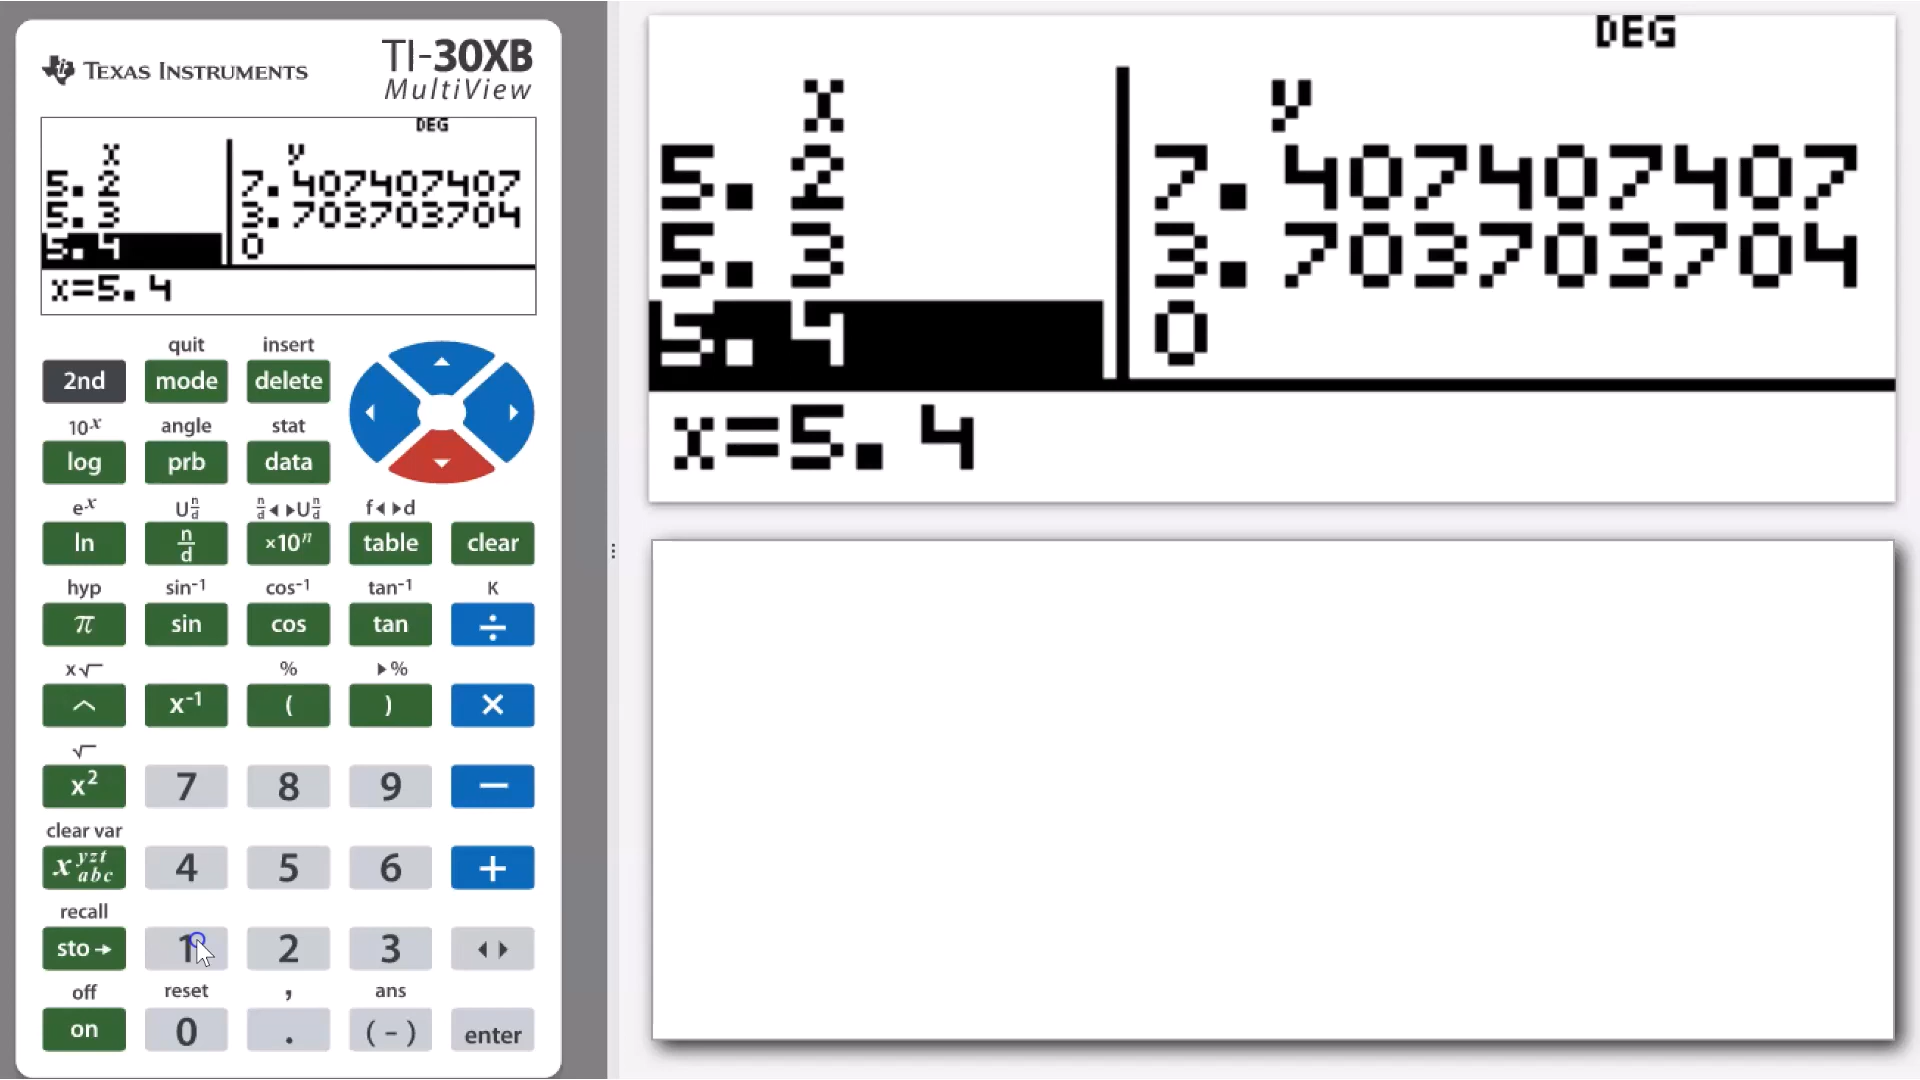 TEXAS INSTRUMENTS
TI-30XB
MultiView
DEG
x y
5.2 7.407407407
5.3 3.703703704
5.4 0
x=5.4
quit insert
2nd mode delete
10^x angle stat
log prb data
e^x U n/d n/d ◂ ▸ U n/d f ◂ ▸ d
ln n/d ×10^n table clear
hyp sin⁻¹ cos⁻¹ tan⁻¹ K
π sin cos tan ÷
x√ % ▸%
^ x⁻¹ ( ) ×
√
x² 7 8 9 −
clear var
x yzt abc 4 5 6 +
recall
sto→ 1 2 3 ◂ ▸
off reset , ans
on 0 . (-) enter
DEG
x y
5.2 7.407407407
5.3 3.703703704
5.4 0
x=5.4